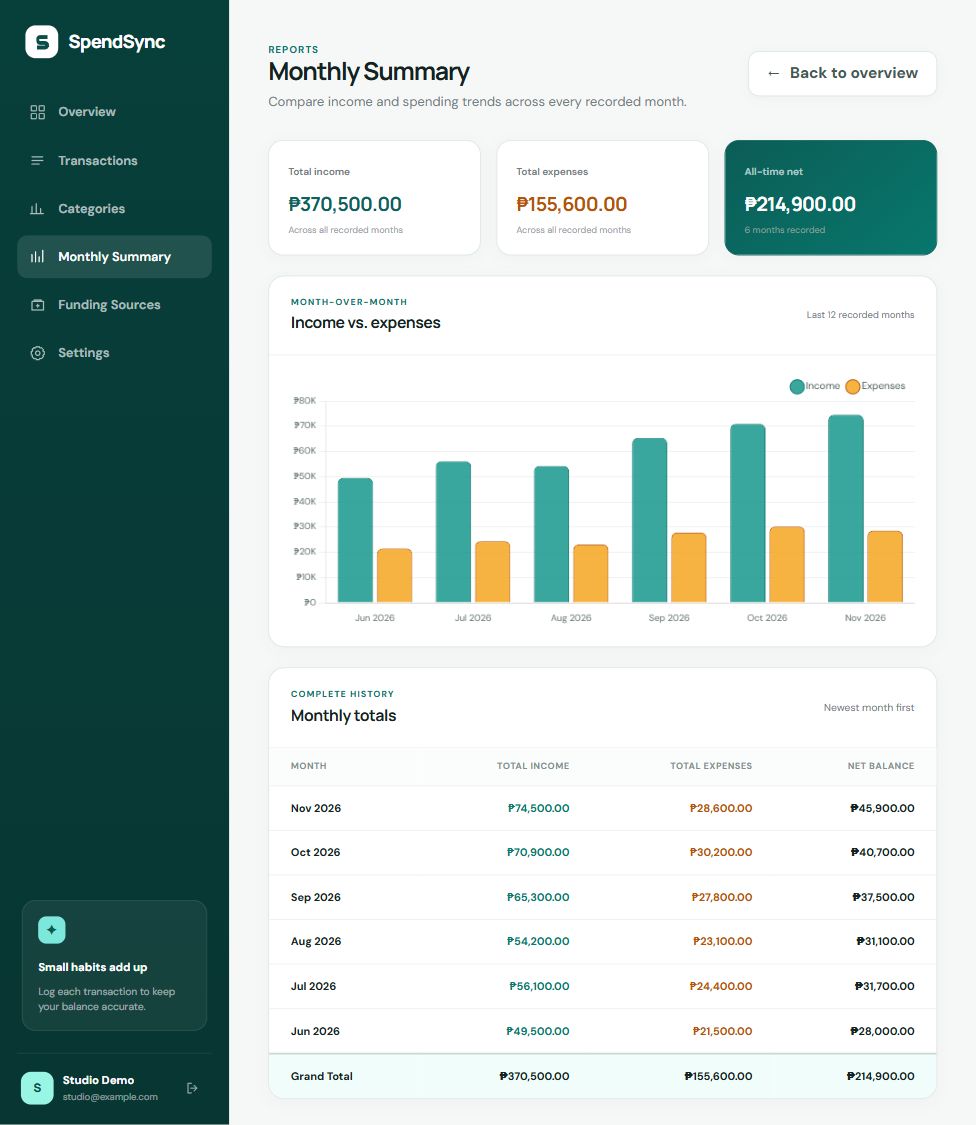 S SpendSync
Overview
Transactions
Categories
Monthly Summary
Funding Sources
Settings
Small habits add up
Log each transaction to keep
your balance accurate.
S
Studio Demo
studio@example.com
REPORTS
Monthly Summary
Compare income and spending trends across every recorded month.
← Back to overview
Total income
₱370,500.00
Across all recorded months
Total expenses
₱155,600.00
Across all recorded months
All-time net
₱214,900.00
6 months recorded
MONTH-OVER-MONTH
Income vs. expenses
Last 12 recorded months
Income Expenses
₱80K
₱70K
₱60K
₱50K
₱40K
₱30K
₱20K
₱10K
₱0
Jun 2026 Jul 2026 Aug 2026 Sep 2026 Oct 2026 Nov 2026
COMPLETE HISTORY
Monthly totals
Newest month first
MONTH TOTAL INCOME TOTAL EXPENSES NET BALANCE
Nov 2026 ₱74,500.00 ₱28,600.00 ₱45,900.00
Oct 2026 ₱70,900.00 ₱30,200.00 ₱40,700.00
Sep 2026 ₱65,300.00 ₱27,800.00 ₱37,500.00
Aug 2026 ₱54,200.00 ₱23,100.00 ₱31,100.00
Jul 2026 ₱56,100.00 ₱24,400.00 ₱31,700.00
Jun 2026 ₱49,500.00 ₱21,500.00 ₱28,000.00
Grand Total ₱370,500.00 ₱155,600.00 ₱214,900.00